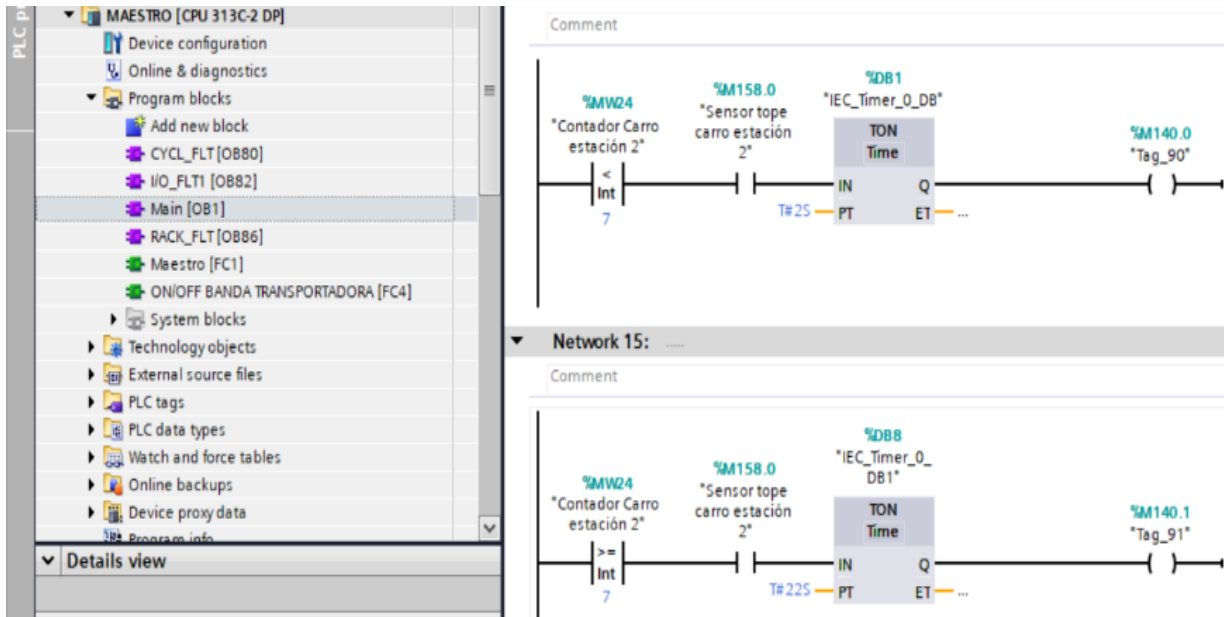 PLC
MAESTRO [CPU 313C-2 DP]
Device configuration
Online & diagnostics
Program blocks
Add new block
CYCL_FLT [OB80]
I/O_FLT1 [OB82]
Main [OB1]
RACK_FLT [OB86]
Maestro [FC1]
ON/OFF BANDA TRANSPORTADORA [FC4]
System blocks
Technology objects
External source files
PLC tags
PLC data types
Watch and force tables
Online backups
Device proxy data
Program info
Details view
Comment
%DB1
"IEC_Timer_0_DB"
%MW24
"Contador Carro
estación 2"
%M158.0
"Sensor tope
carro estación
2"
TON
Time
%M140.0
"Tag_90"
<
Int
7
IN
Q
T#2S
PT
ET
...
Network 15:
.....
Comment
%DB8
"IEC_Timer_0_
DB1"
%MW24
"Contador Carro
estación 2"
%M158.0
"Sensor tope
carro estación
2"
TON
Time
%M140.1
"Tag_91"
>=
Int
7
IN
Q
T#22S
PT
ET
...